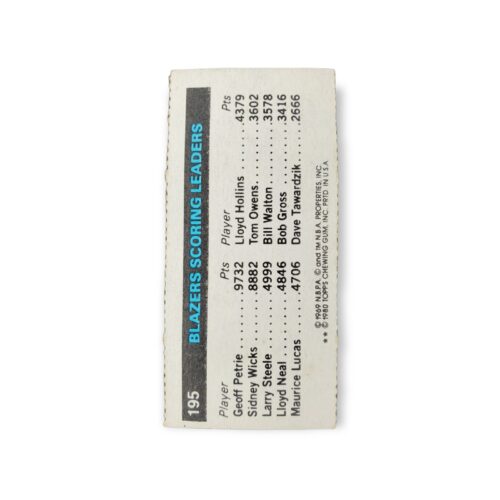 195 BLAZERS SCORING LEADERS
Player Pts Player Pts
Geoff Petrie........9732 Lloyd Hollins........4379
Sidney Wicks........8882 Tom Owens........3602
Larry Steele........4999 Bill Walton........3578
Lloyd Neal........4846 Bob Gross........3416
Maurice Lucas.....4706 Dave Tawardzik..2666
© 1969 N.B.P.A. © and TM N.B.A. PROPERTIES, INC.
★★ © 1980 TOPPS CHEWING GUM, INC. PRTD IN U.S.A.